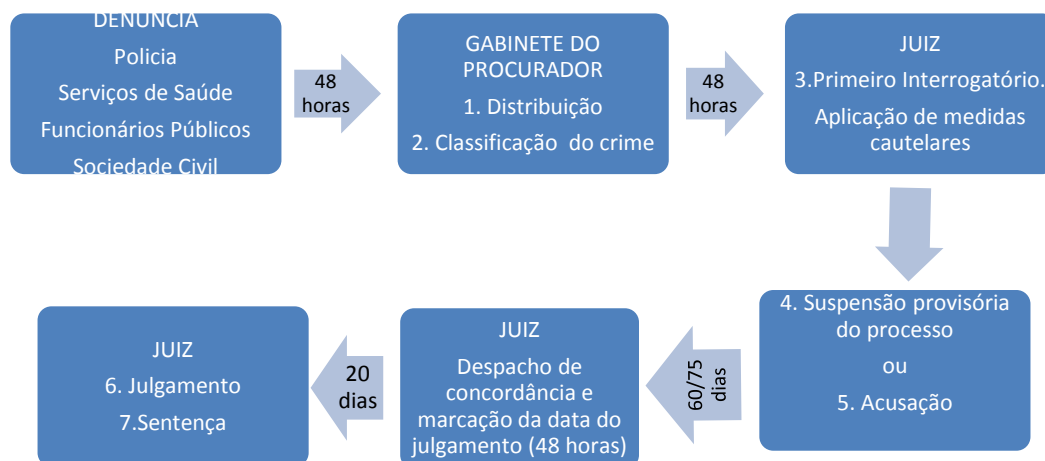 DENÚNCIA
Policia
Serviços de Saúde
Funcionários Públicos
Sociedade Civil
48
horas
GABINETE DO
PROCURADOR
1. Distribuição
2. Classificação do crime
48
horas
JUIZ
3.Primeiro Interrogatório.
Aplicação de medidas
cautelares
4. Suspensão provisória
do processo
ou
5. Acusação
60/75
dias
JUIZ
Despacho de
concordância e
marcação da data do
julgamento (48 horas)
20
dias
JUIZ
6. Julgamento
7.Sentença